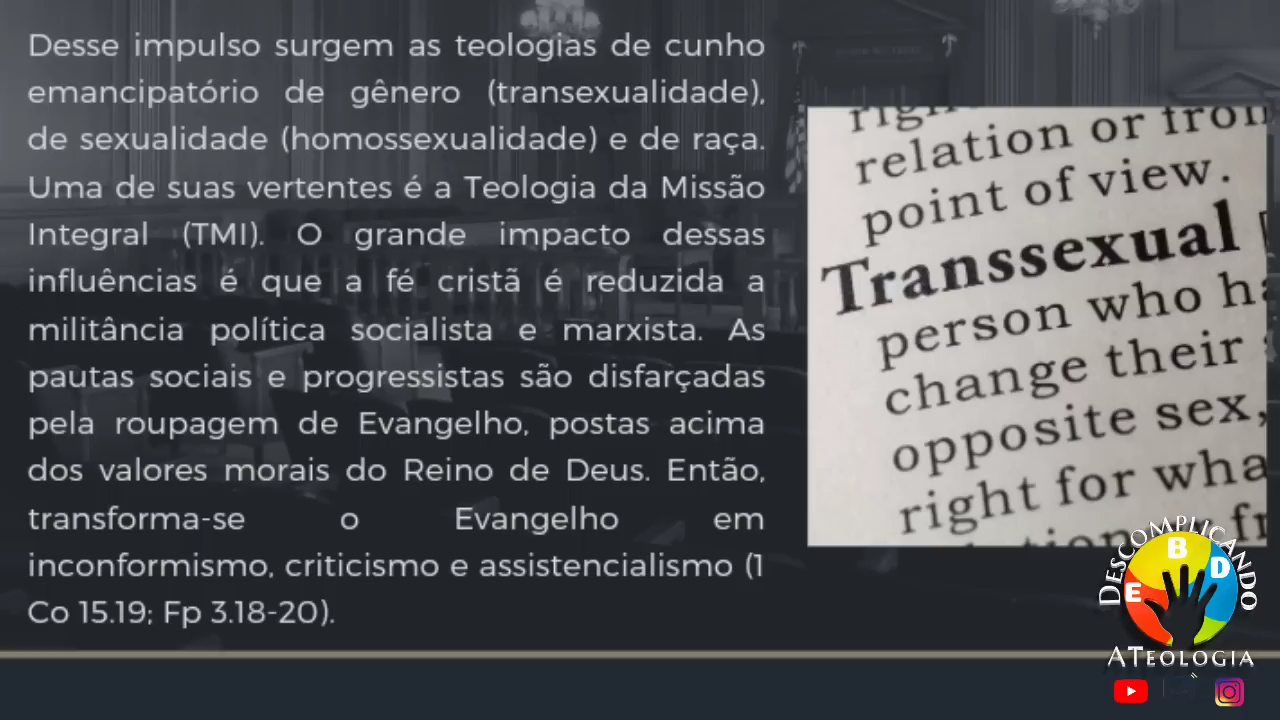 Desse impulso surgem as teologias de cunho
emancipatório de gênero (transexualidade),
de sexualidade (homossexualidade) e de raça.
Uma de suas vertentes é a Teologia da Missão
Integral (TMI). O grande impacto dessas
influências é que a fé cristã é reduzida a
militância política socialista e marxista. As
pautas sociais e progressistas são disfarçadas
pela roupagem de Evangelho, postas acima
dos valores morais do Reino de Deus. Então,
transforma-se o Evangelho em
inconformismo, criticismo e assistencialismo (1
Co 15.19; Fp 3.18-20).
relation or
point of view.
Transsexual
person who
change their
opposite sex,
right for
DESCOMPLICANDO
E B D
ATEOLOGIA